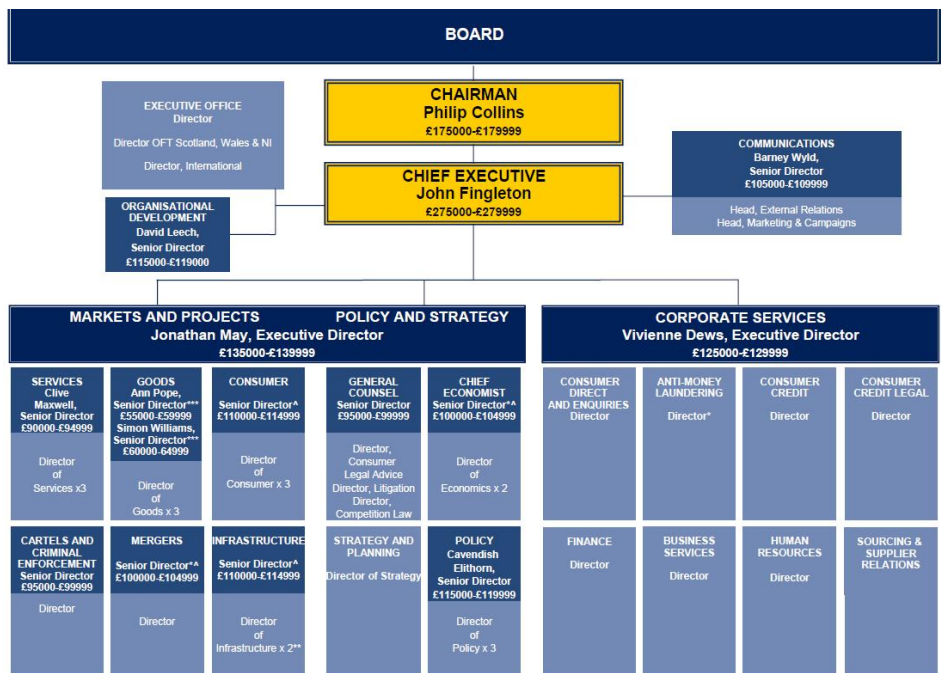 BOARD
CHAIRMAN
Philip Collins
£175000-£179999
EXECUTIVE OFFICE
Director
Director OFT Scotland, Wales & NI
Director, International
COMMUNICATIONS
Barney Wyld,
Senior Director
£105000-£109999
Head, External Relations
Head, Marketing & Campaigns
CHIEF EXECUTIVE
John Fingleton
£275000-£279999
ORGANISATIONAL
DEVELOPMENT
David Leech,
Senior Director
£115000-£119000
MARKETS AND PROJECTS POLICY AND STRATEGY
Jonathan May, Executive Director
£135000-£139999
CORPORATE SERVICES
Vivienne Dews, Executive Director
£125000-£129999
SERVICES
Clive
Maxwell,
Senior Director
£90000-£94999
Director
of
Services x3
GOODS
Ann Pope,
Senior Director***
£55000-£59999
Simon Williams,
Senior Director***
£60000-64999
Director
of
Goods x 3
CONSUMER
Senior Director^
£110000-£114999
Director
of
Consumer x 3
GENERAL
COUNSEL
Senior Director
£95000-£99999
Director,
Consumer
Legal Advice
Director, Litigation
Director,
Competition Law
CHIEF
ECONOMIST
Senior Director*^
£100000-£104999
Director
of
Economics x 2
CONSUMER
DIRECT
AND ENQUIRIES
Director
ANTI-MONEY
LAUNDERING
Director*
CONSUMER
CREDIT
Director
CONSUMER
CREDIT LEGAL
Director
CARTELS AND
CRIMINAL
ENFORCEMENT
Senior Director
£95000-£99999
Director
MERGERS
Senior Director*^
£100000-£104999
Director
INFRASTRUCTURE
Senior Director^
£110000-£114999
Director
of
Infrastructure x 2**
STRATEGY AND
PLANNING
Director of Strategy
POLICY
Cavendish
Elithorn,
Senior Director
£115000-£119999
Director
of
Policy x 3
FINANCE
Director
BUSINESS
SERVICES
Director
HUMAN
RESOURCES
Director
SOURCING &
SUPPLIER
RELATIONS